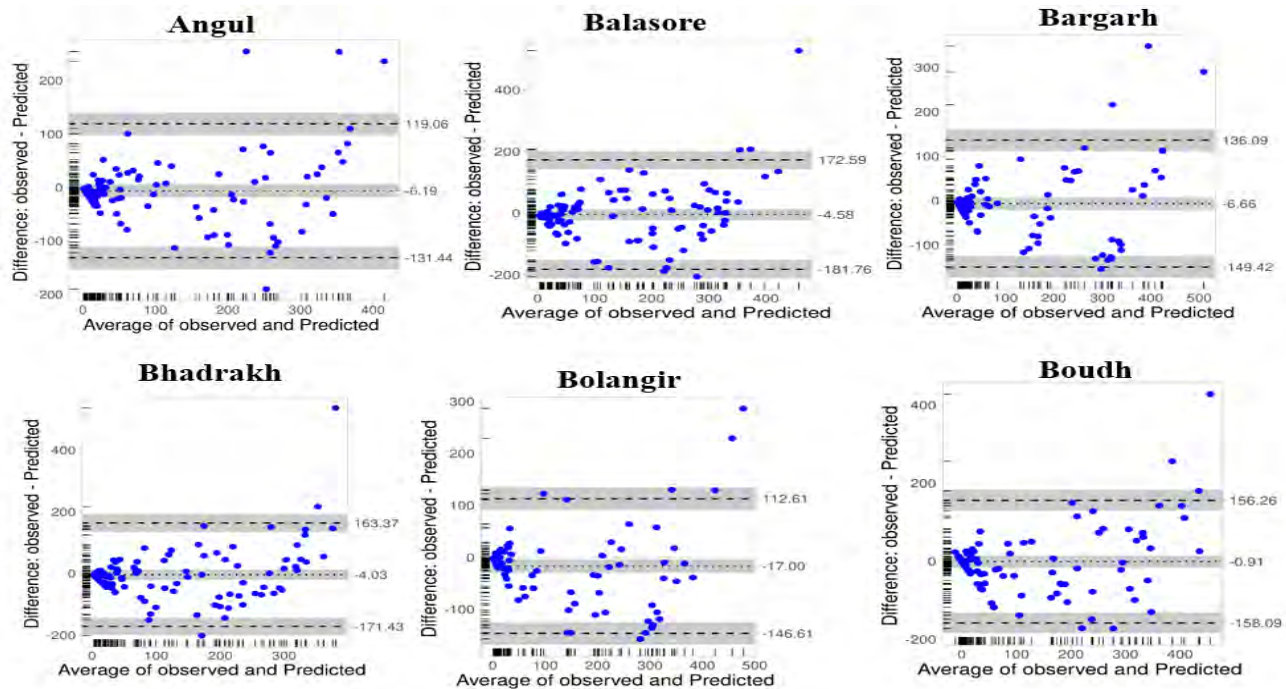 Angul
Balasore
Bargarh
Difference: observed - Predicted
200
100
0
-100
-200
119.06
-6.19
-131.44
0 100 200 300 400
Average of observed and Predicted
Difference: observed - Predicted
400
200
0
-200
172.59
-4.58
-181.76
0 100 200 300 400
Average of observed and Predicted
Difference: observed - Predicted
300
200
100
0
-100
136.09
-6.66
-149.42
0 100 200 300 400 500
Average of observed and Predicted
Bhadrakh
Bolangir
Boudh
Difference: observed - Predicted
400
200
0
-200
163.37
-4.03
-171.43
0 100 200 300
Average of observed and Predicted
Difference: observed - Predicted
300
200
100
0
-100
112.61
-17.00
-146.61
0 100 200 300 400 500
Average of observed and Predicted
Difference: observed - Predicted
400
200
0
-200
156.26
-0.91
-158.09
0 100 200 300 400
Average of observed and Predicted